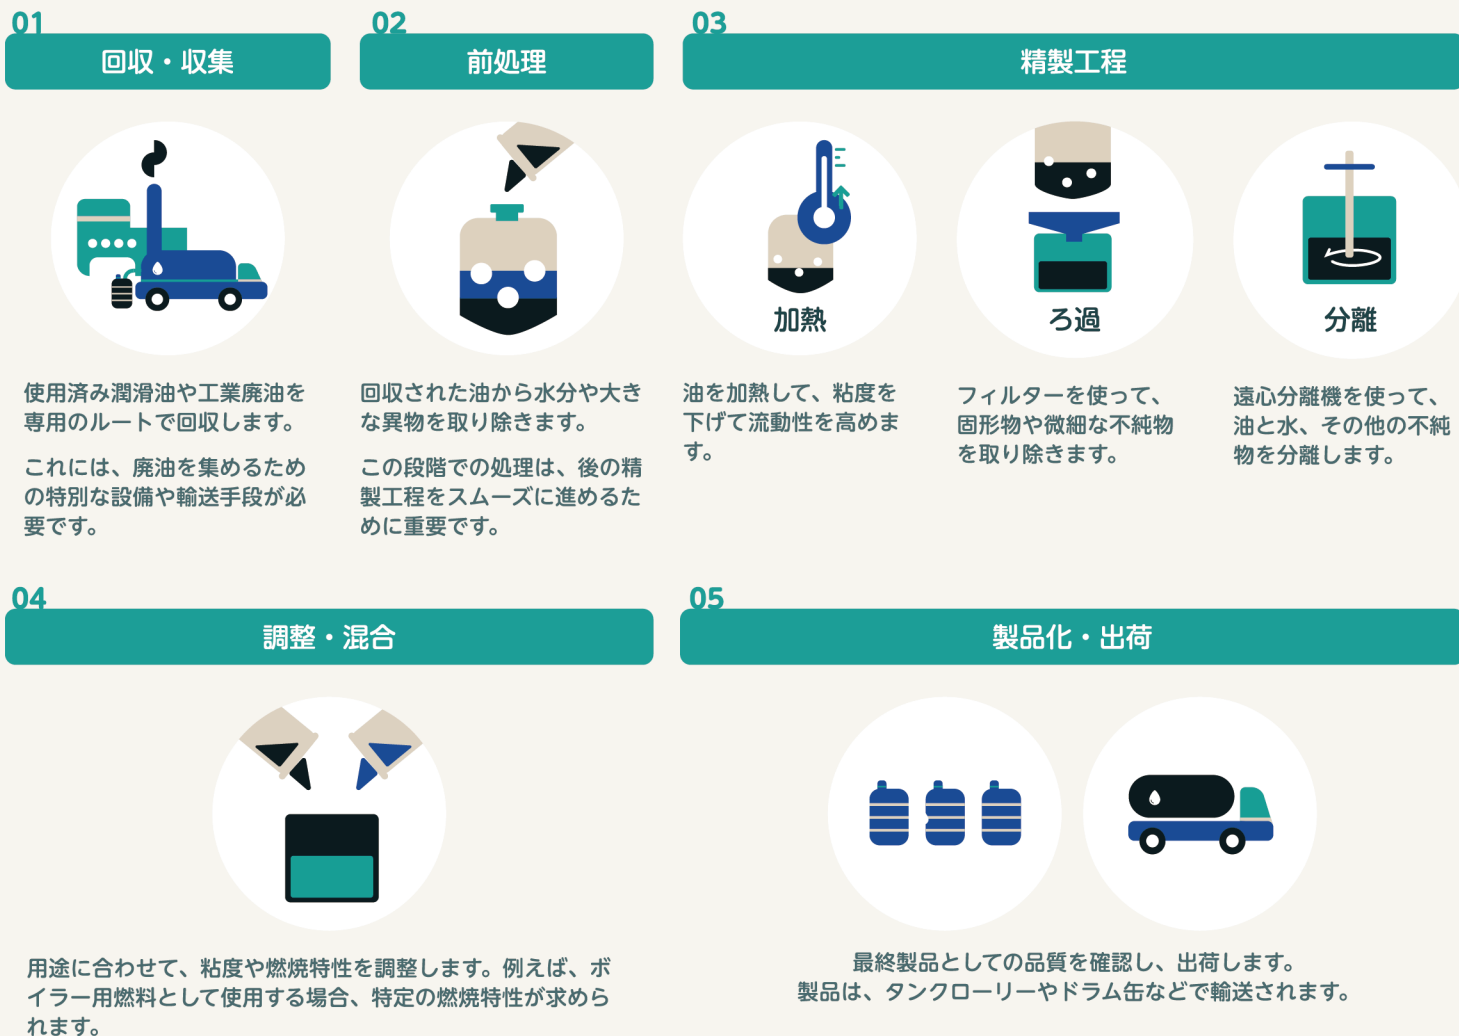 01
回収・収集
使用済み潤滑油や工業廃油を
専用のルートで回収します。
これには、廃油を集めるため
の特別な設備や輸送手段が必
要です。
02
前処理
回収された油から水分や大き
な異物を取り除きます。
この段階での処理は、後の精
製工程をスムーズに進めるた
めに重要です。
03
精製工程
加熱
油を加熱して、粘度を
下げて流動性を高めま
す。
ろ過
フィルターを使って、
固形物や微細な不純物
を取り除きます。
分離
遠心分離機を使って、
油と水、その他の不純
物を分離します。
04
調整・混合
用途に合わせて、粘度や燃焼特性を調整します。例えば、ボ
イラー用燃料として使用する場合、特定の燃焼特性が求めら
れます。
05
製品化・出荷
最終製品としての品質を確認し、出荷します。
製品は、タンクローリーやドラム缶などで輸送されます。